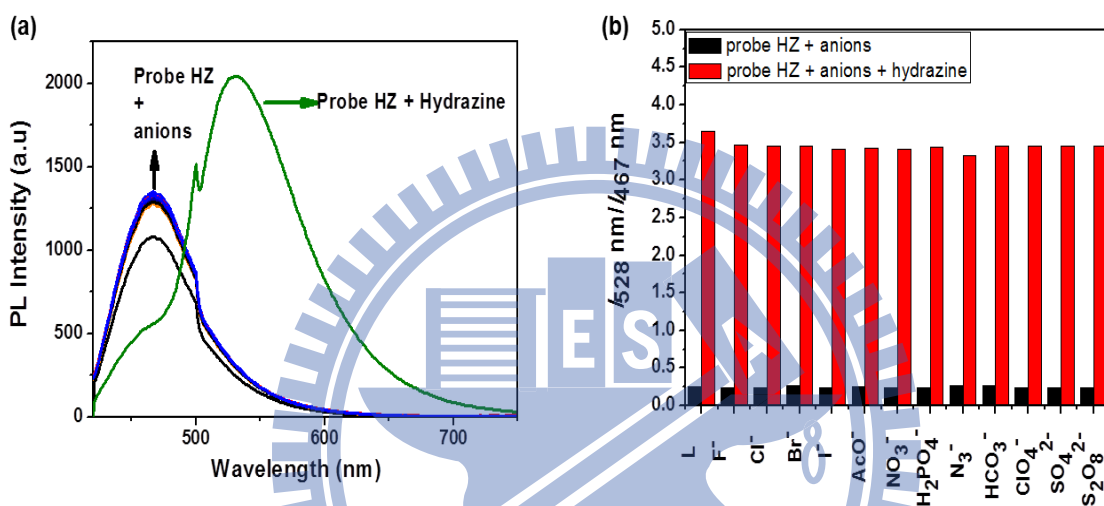 (a)
PL Intensity (a.u)
2000
1500
1000
500
0
Probe HZ
+
anions
Probe HZ + Hydrazine
500
600
700
Wavelength (nm)
(b)
I528 nm/I467 nm
5.0
4.5
4.0
3.5
3.0
2.5
2.0
1.5
1.0
0.5
0.0
probe HZ + anions
probe HZ + anions + hydrazine
L
F⁻
Cl⁻
Br⁻
I⁻
AcO⁻
NO₃⁻
H₂PO₄⁻
N₃⁻
HCO₃⁻
ClO₄⁻
SO₄²⁻
S₂O₈²⁻
ESA
8